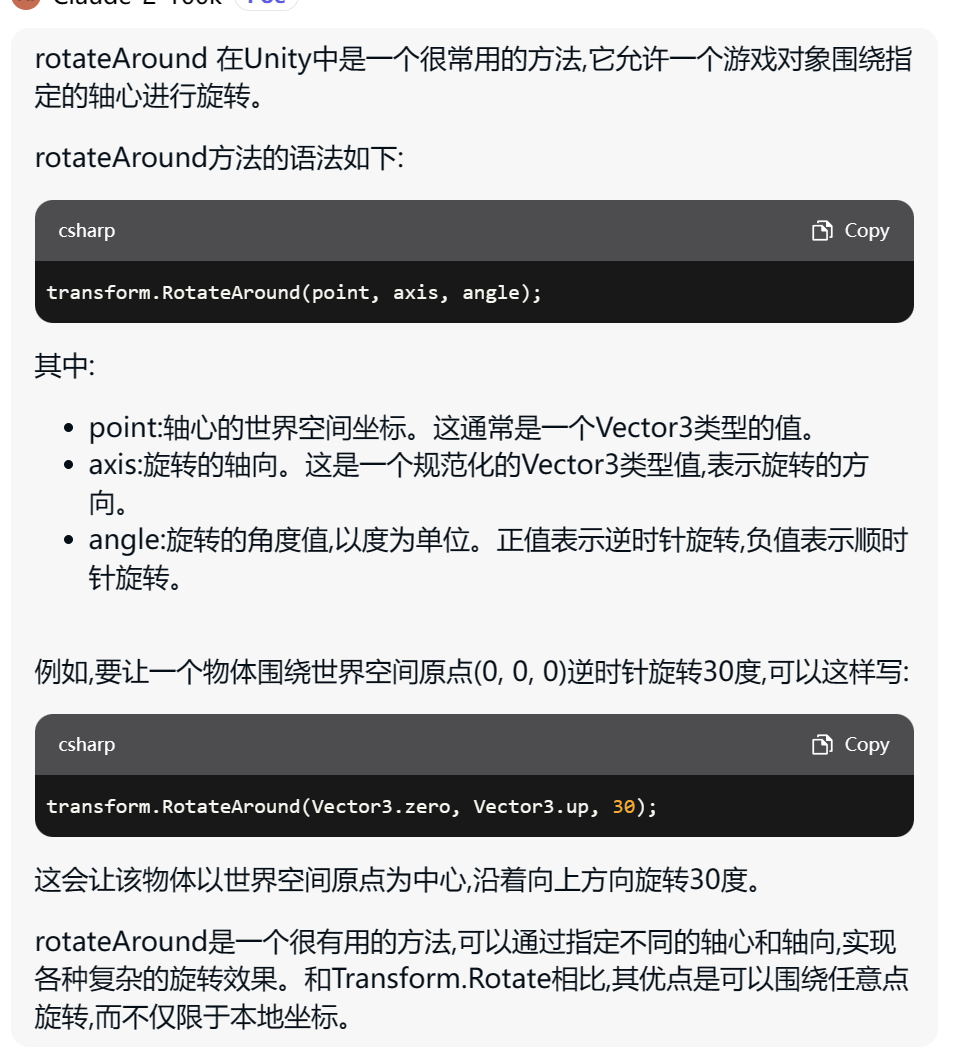 rotateAround 在Unity中是一个很常用的方法,它允许一个游戏对象围绕指
定的轴心进行旋转。
rotateAround方法的语法如下:
csharp
Copy
transform.RotateAround(point, axis, angle);
其中:
• point:轴心的世界空间坐标。这通常是一个Vector3类型的值。
• axis:旋转的轴向。这是一个规范化的Vector3类型值,表示旋转的方
向。
• angle:旋转的角度值,以度为单位。正值表示逆时针旋转,负值表示顺时
针旋转。
例如,要让一个物体围绕世界空间原点(0, 0, 0)逆时针旋转30度,可以这样写:
csharp
Copy
transform.RotateAround(Vector3.zero, Vector3.up, 30);
这会让该物体以世界空间原点为中心,沿着向上方向旋转30度。
rotateAround是一个很有用的方法,可以通过指定不同的轴心和轴向,实现
各种复杂的旋转效果。和Transform.Rotate相比,其优点是可以围绕任意点
旋转,而不仅限于本地坐标。